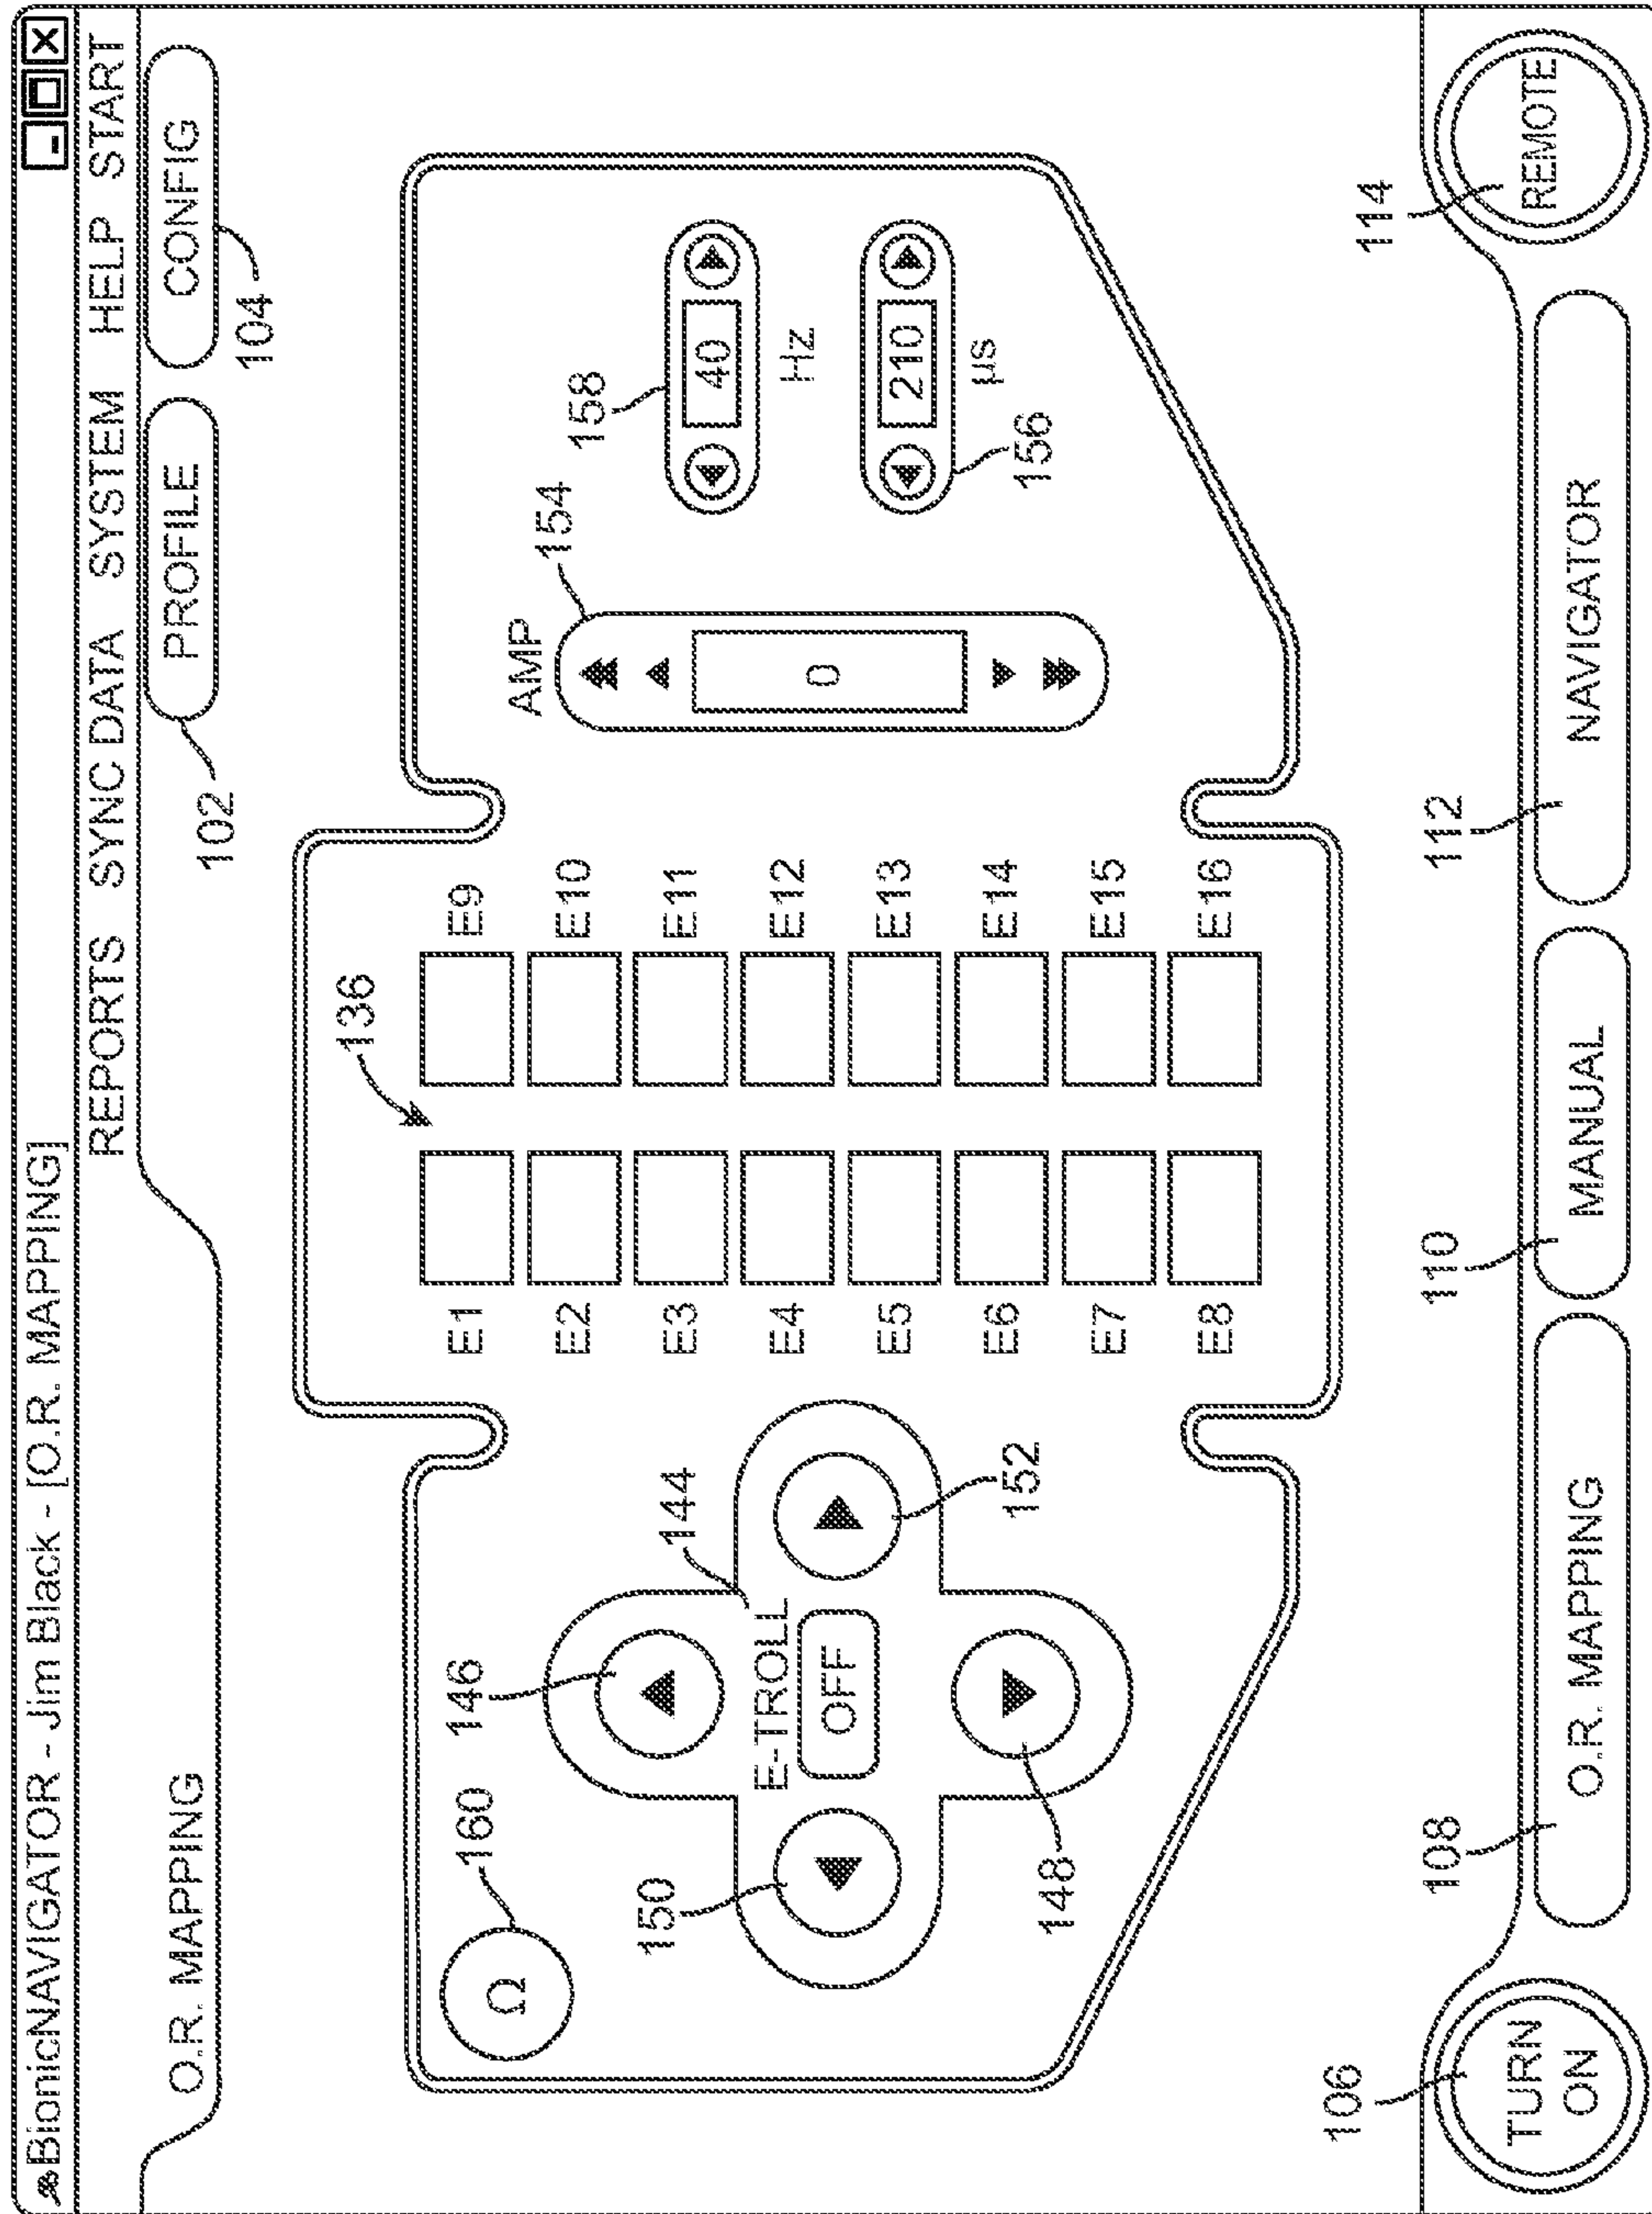 BionicNAVIGATOR - Jim Black - [O.R. MAPPING]
REPORTS SYNC DATA SYSTEM HELP START
O.R. MAPPING
PROFILE
CONFIG
102
104
160
Ω
146
144
150
E-TROLL
OFF
148
152
136
E1
E2
E3
E4
E5
E6
E7
E8
E9
E10
E11
E12
E13
E14
E15
E16
AMP
154
0
158
40
Hz
210
µs
156
106
TURN
ON
108
O.R. MAPPING
110
MANUAL
112
NAVIGATOR
114
REMOTE